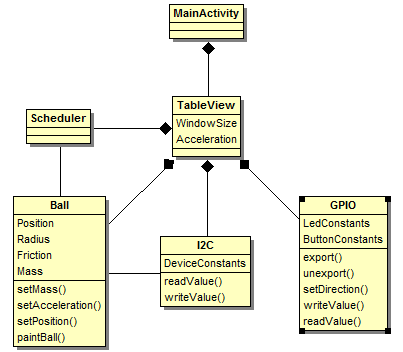 MainActivity
TableView
WindowSize
Acceleration
Scheduler
Ball
Position
Radius
Friction
Mass
setMass()
setAcceleration()
setPosition()
paintBall()
I2C
DeviceConstants
readValue()
writeValue()
GPIO
LedConstants
ButtonConstants
export()
unexport()
setDirection()
writeValue()
readValue()